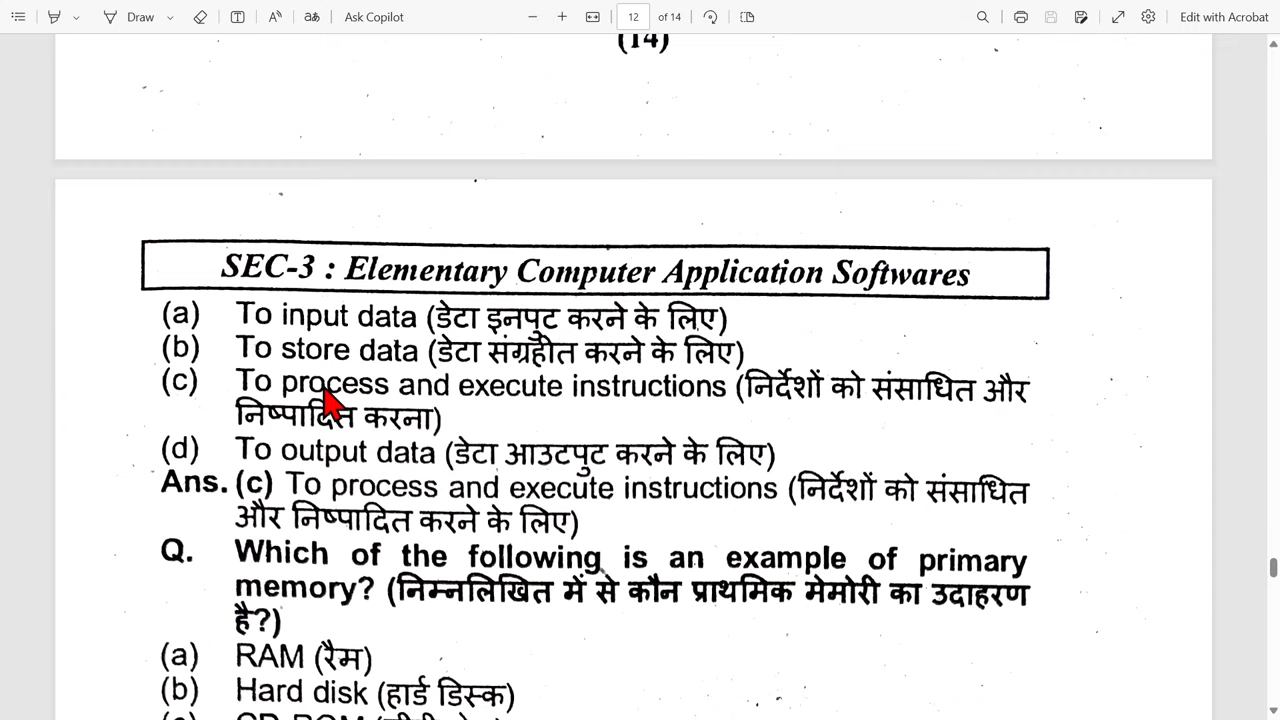 Draw
Ask Copilot
12
of 14
Edit with Acrobat
(14)
SEC-3 : Elementary Computer Application Softwares
(a) To input data (डेटा इनपुट करने के लिए)
(b) To store data (डेटा संग्रहीत करने के लिए)
(c) To process and execute instructions (निर्देशों को संसाधित और
निष्पादित करना)
(d) To output data (डेटा आउटपुट करने के लिए)
Ans. (c) To process and execute instructions (निर्देशों को संसाधित
और निष्पादित करने के लिए)
Q. Which of the following is an example of primary
memory? (निम्नलिखित में से कौन प्राथमिक मेमोरी का उदाहरण
है?)
(a) RAM (रैम)
(b) Hard disk (हार्ड डिस्क)